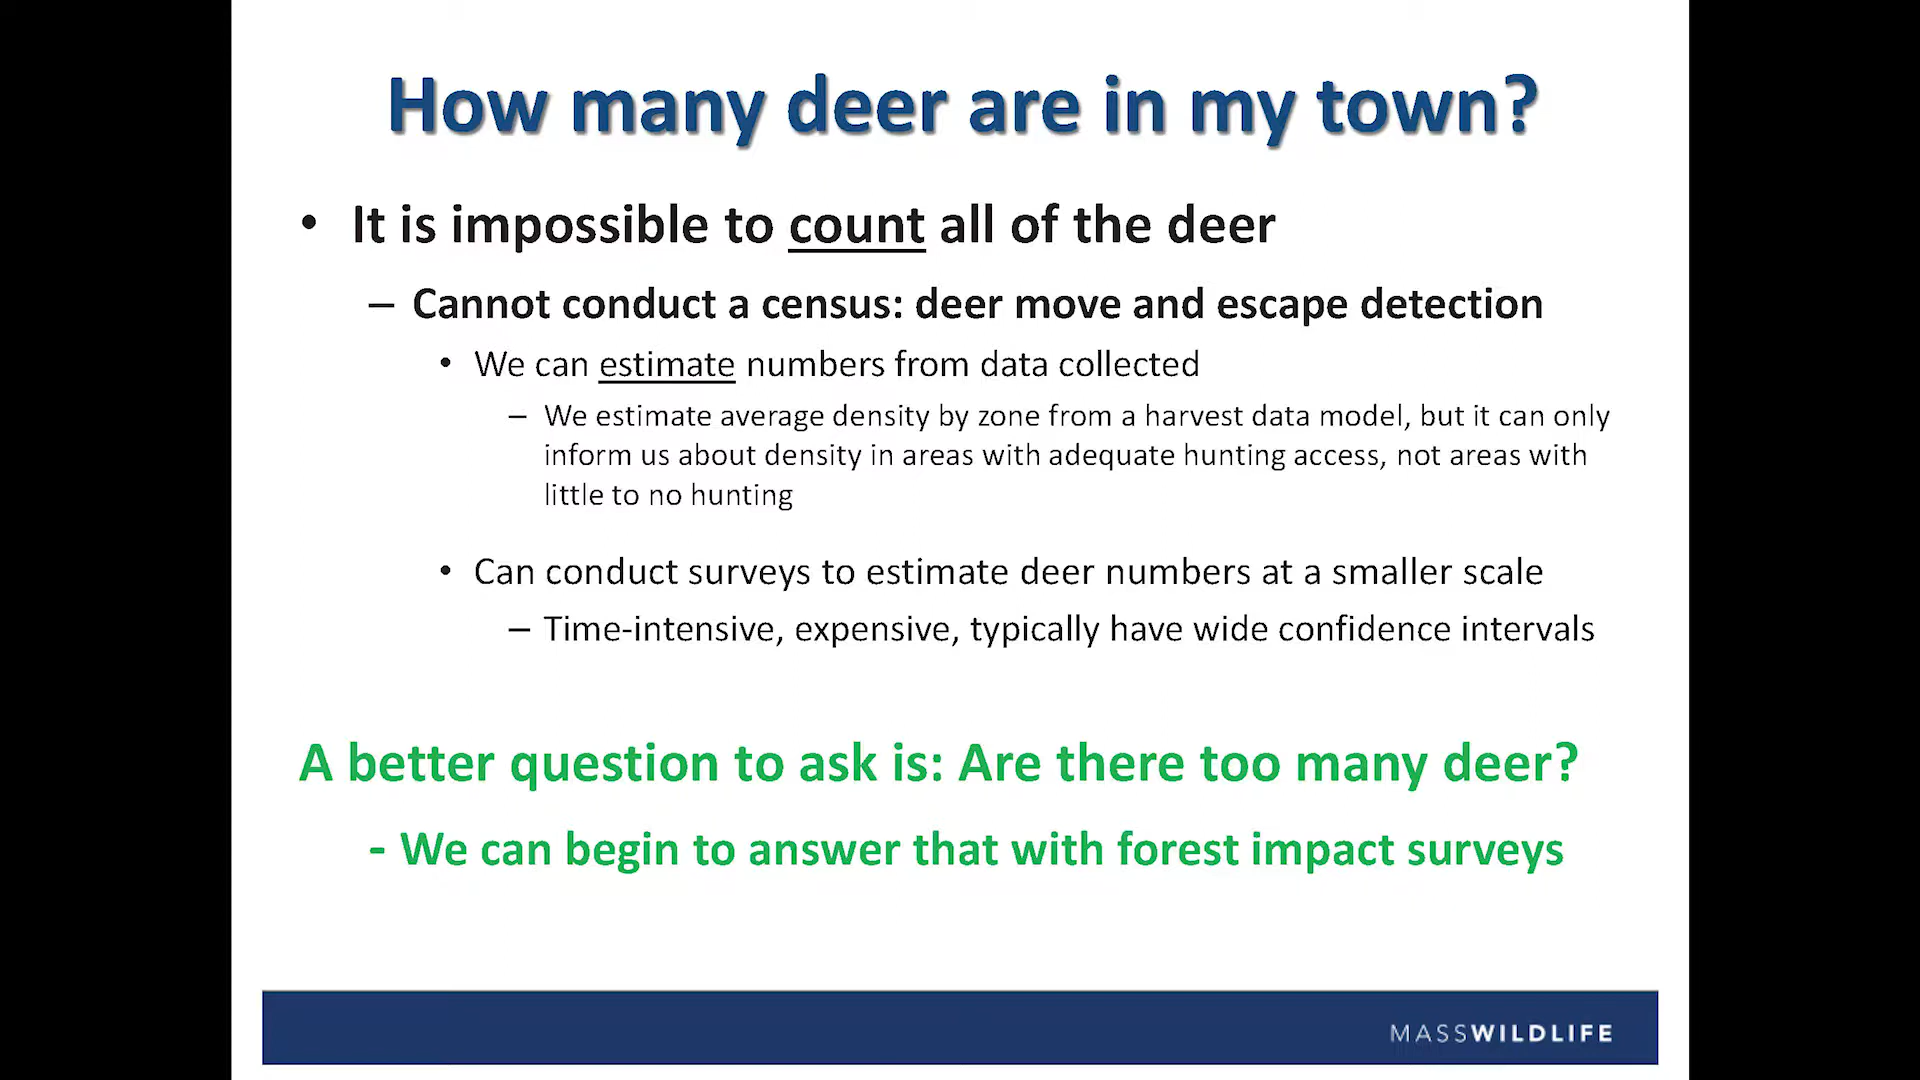 How many deer are in my town?
• It is impossible to count all of the deer
– Cannot conduct a census: deer move and escape detection
• We can estimate numbers from data collected
– We estimate average density by zone from a harvest data model, but it can only
inform us about density in areas with adequate hunting access, not areas with
little to no hunting
• Can conduct surveys to estimate deer numbers at a smaller scale
– Time-intensive, expensive, typically have wide confidence intervals
A better question to ask is: Are there too many deer?
- We can begin to answer that with forest impact surveys
MASSWILDLIFE